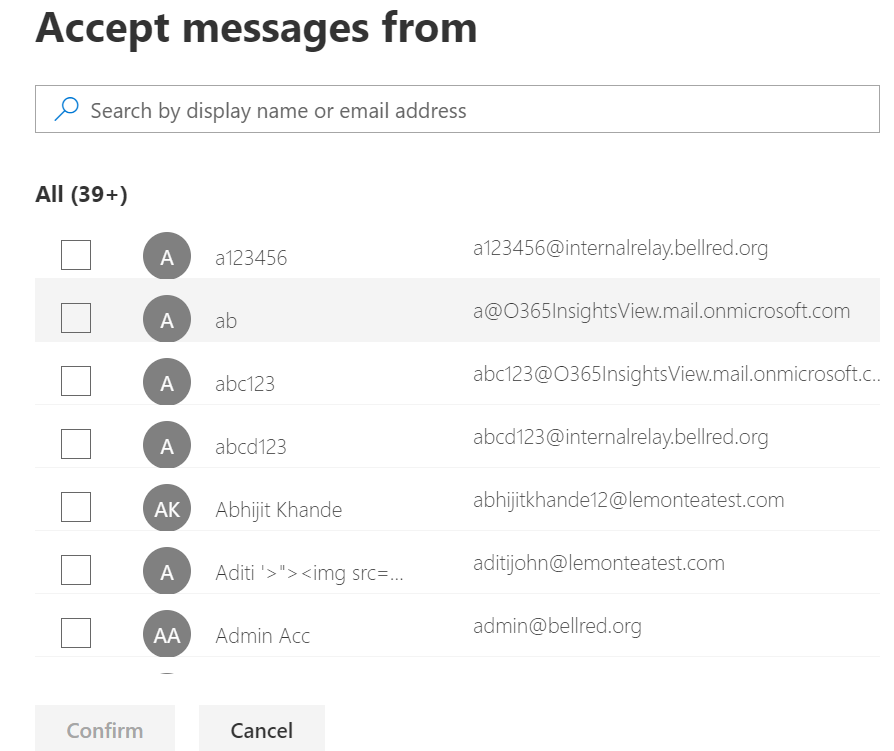 Accept messages from
Search by display name or email address
All (39+)
A a123456 a123456@internalrelay.bellred.org
A ab a@O365InsightsView.mail.onmicrosoft.com
A abc123 abc123@O365InsightsView.mail.onmicrosoft.c...
A abcd123 abcd123@internalrelay.bellred.org
AK Abhijit Khande abhijitkhande12@lemonteatest.com
A Aditi '>"><img src=... aditijohn@lemonteatest.com
AA Admin Acc admin@bellred.org
Confirm Cancel